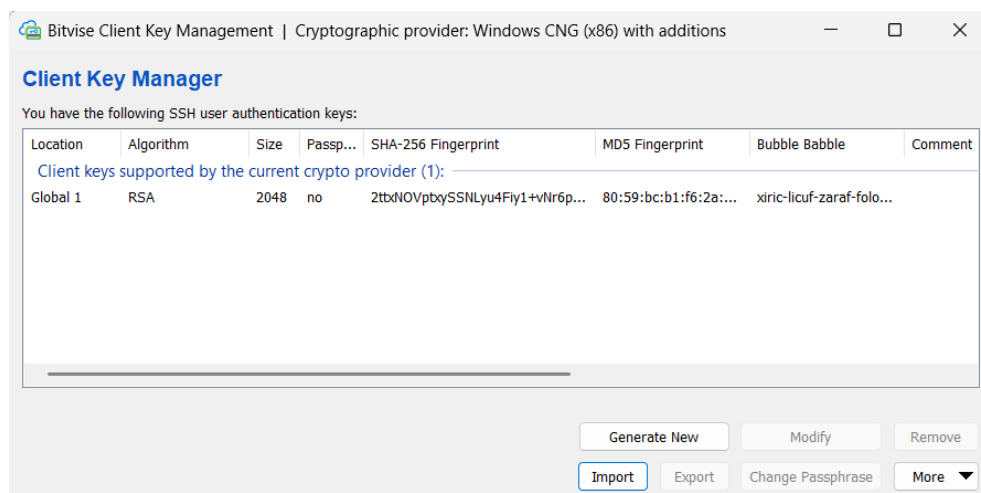 Bitvise Client Key Management | Cryptographic provider: Windows CNG (x86) with additions
Client Key Manager
You have the following SSH user authentication keys:
Location Algorithm Size Passp... SHA-256 Fingerprint MD5 Fingerprint Bubble Babble Comment
Client keys supported by the current crypto provider (1):
Global 1 RSA 2048 no 2ttxNOVptxySSNLyu4Fiy1+vNr6p... 80:59:bc:b1:f6:2a:... xiric-licuf-zaraf-folo...
Generate New Modify Remove
Import Export Change Passphrase More